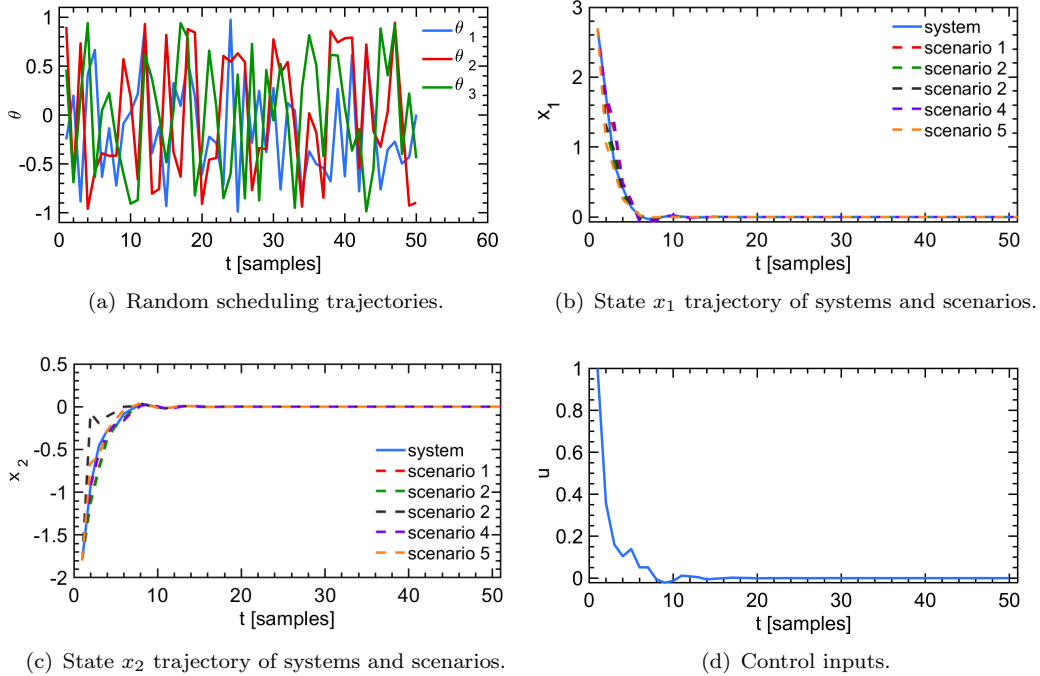 1
0.5
0
-0.5
-1
θ
θ 1
θ 2
θ 3
0 10 20 30 40 50 60
t [samples]
(a) Random scheduling trajectories.
3
2
1
0
x1
system
scenario 1
scenario 2
scenario 2
scenario 4
scenario 5
0 10 20 30 40 50
t [samples]
(b) State x1 trajectory of systems and scenarios.
0.5
0
-0.5
-1
-1.5
-2
x 2
system
scenario 1
scenario 2
scenario 2
scenario 4
scenario 5
0 10 20 30 40 50
t [samples]
(c) State x2 trajectory of systems and scenarios.
1
0.8
0.6
0.4
0.2
0
u
0 10 20 30 40 50
t [samples]
(d) Control inputs.